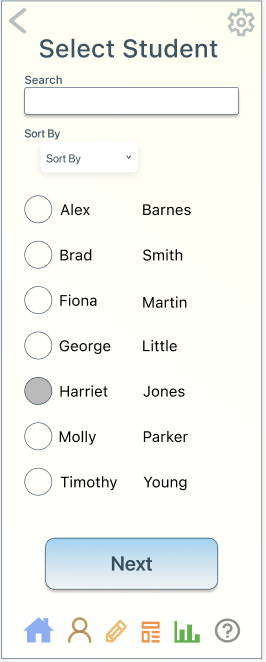 Select Student
Search
Sort By
Sort By
Alex Barnes
Brad Smith
Fiona Martin
George Little
Harriet Jones
Molly Parker
Timothy Young
Next
?